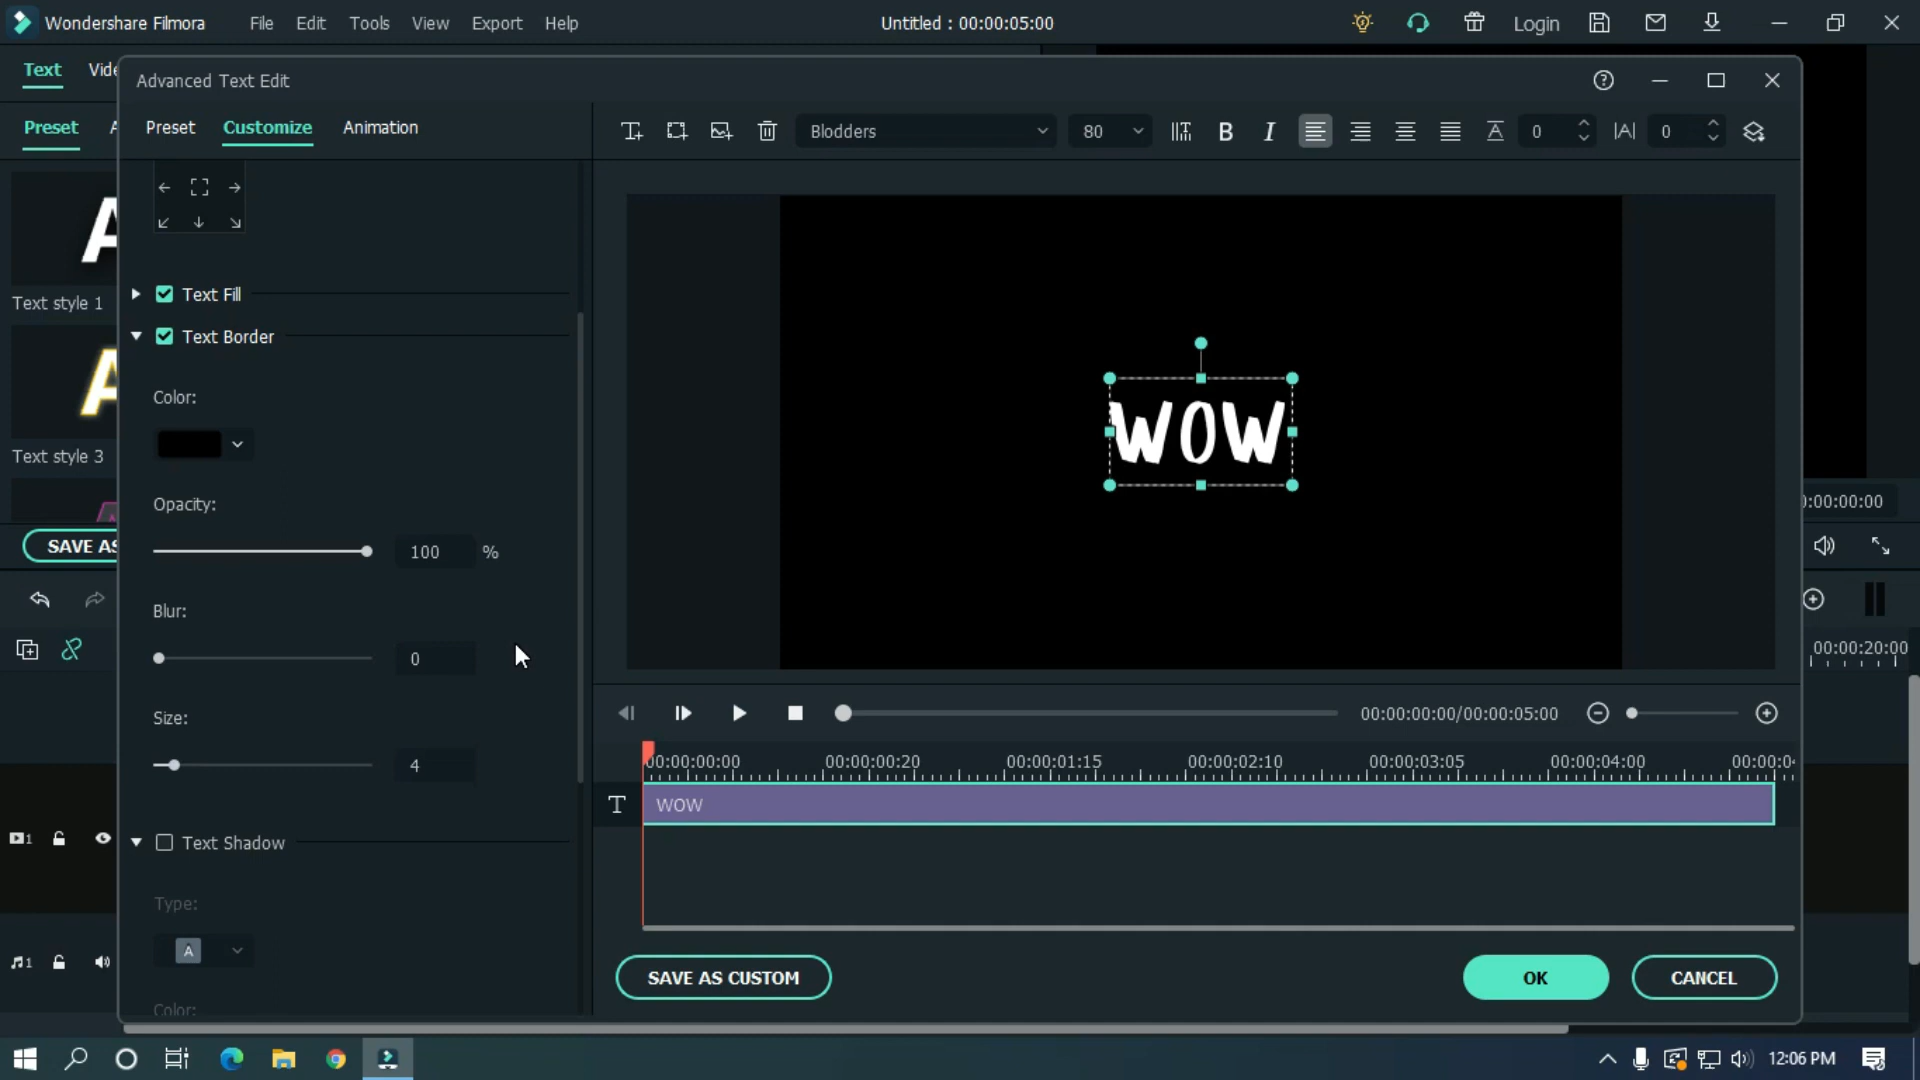 Wondershare Filmora File Edit Tools View Export Help Untitled : 00:00:05:00 Login
Text
Advanced Text Edit
Preset
Preset Customize Animation
Blodders 80 B I 0 0
Text style 1
Text Fill
Text Border
Color:
Text style 3
Opacity:
100 %
SAVE AS
Blur:
0
Size:
4
Text Shadow
Type:
A
Color:
WOW
00:00:00:00/00:00:05:00
00:00:00:00 00:00:00:20 00:00:01:15 00:00:02:10 00:00:03:05 00:00:04:00
T WOW
SAVE AS CUSTOM OK CANCEL
00:00:20:00
1
1
12:06 PM